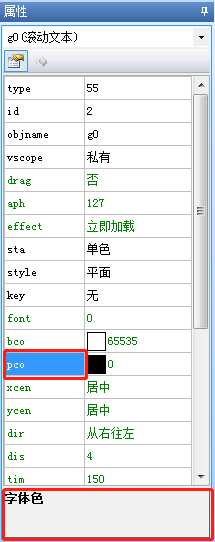 属性
g0(滚动文本)
type 55
id 2
objname g0
vscope 私有
drag 否
aph 127
effect 立即加载
sta 单色
style 平面
key 无
font 0
bco 65535
pco 0
xcen 居中
ycen 居中
dir 从右往左
dis 4
tim 150
字体色